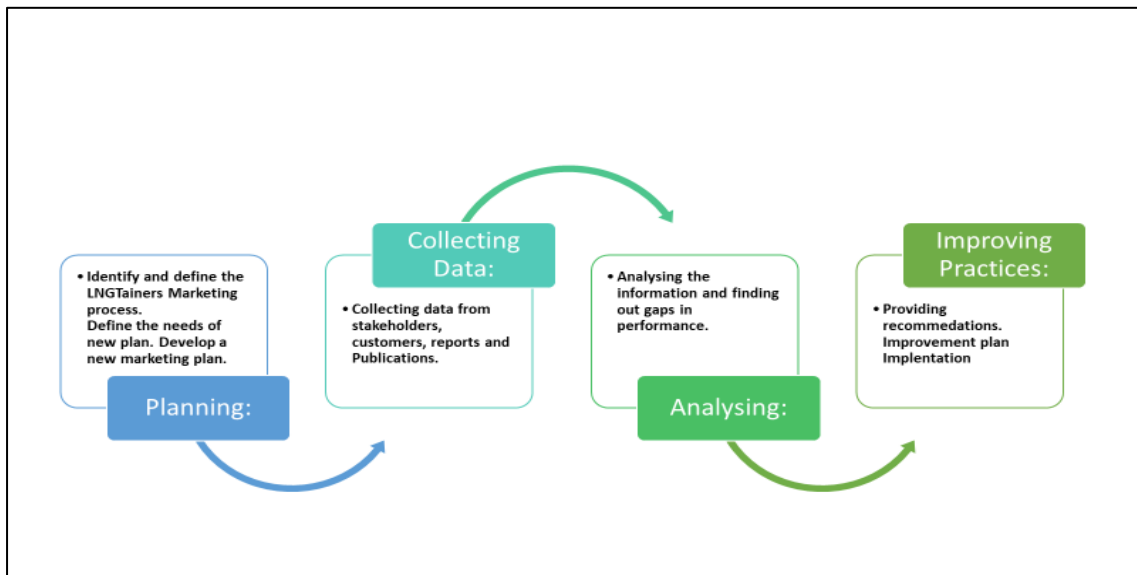 • Identify and define the
LNGTainers Marketing
process.
Define the needs of
new plan. Develop a
new marketing plan.
Planning:
Collecting
Data:
• Collecting data from
stakeholders,
customers, reports and
Publications.
• Analysing the
information and finding
out gaps in
performance.
Analysing:
Improving
Practices:
• Providing
recommedations.
Improvement plan
Implentation